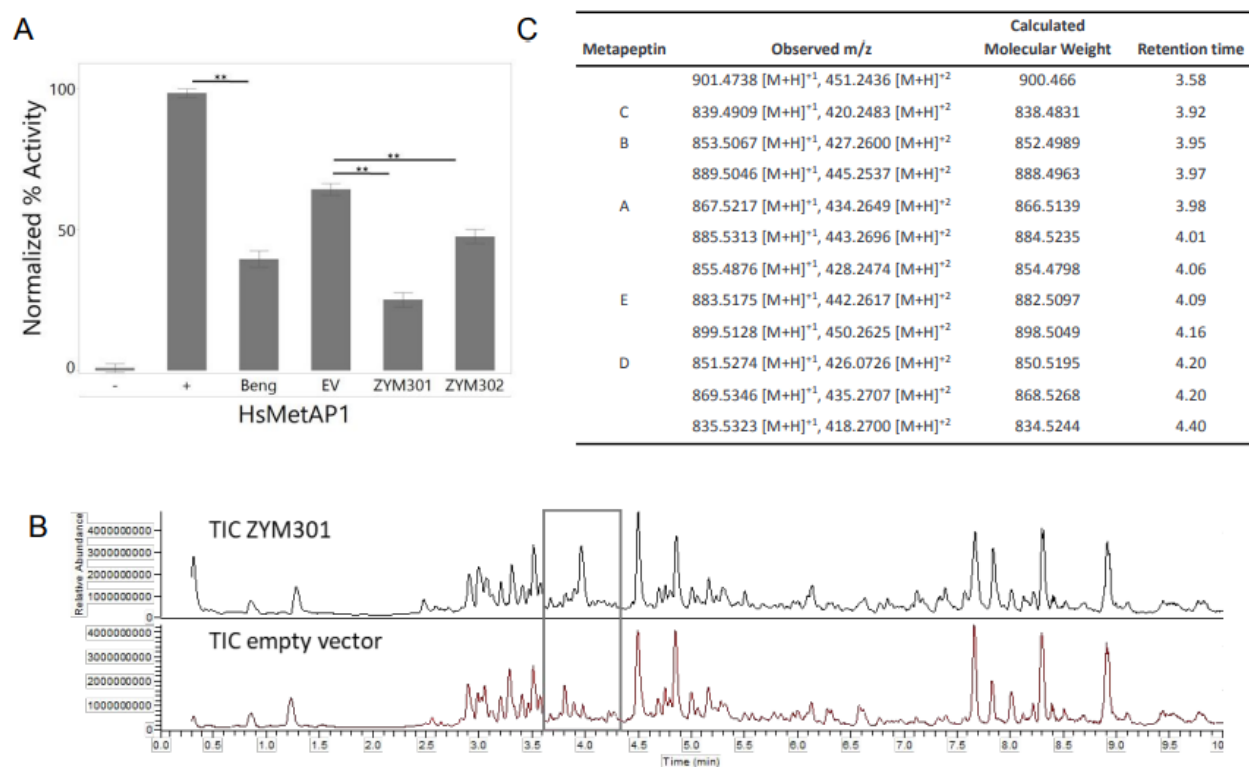 A
Normalized % Activity
100
50
0
**
**
**
- + Beng EV ZYM301 ZYM302
HsMetAP1
C
Metapeptin Observed m/z Calculated Molecular Weight Retention time
901.4738 [M+H]+1, 451.2436 [M+H]+2 900.466 3.58
C 839.4909 [M+H]+1, 420.2483 [M+H]+2 838.4831 3.92
B 853.5067 [M+H]+1, 427.2600 [M+H]+2 852.4989 3.95
889.5046 [M+H]+1, 445.2537 [M+H]+2 888.4963 3.97
A 867.5217 [M+H]+1, 434.2649 [M+H]+2 866.5139 3.98
885.5313 [M+H]+1, 443.2696 [M+H]+2 884.5235 4.01
855.4876 [M+H]+1, 428.2474 [M+H]+2 854.4798 4.06
E 883.5175 [M+H]+1, 442.2617 [M+H]+2 882.5097 4.09
899.5128 [M+H]+1, 450.2625 [M+H]+2 898.5049 4.16
D 851.5274 [M+H]+1, 426.0726 [M+H]+2 850.5195 4.20
869.5346 [M+H]+1, 435.2707 [M+H]+2 868.5268 4.20
835.5323 [M+H]+1, 418.2700 [M+H]+2 834.5244 4.40
B
Relative Abundance
TIC ZYM301
4000000000
3000000000
2000000000
1000000000
0
TIC empty vector
4000000000
3000000000
2000000000
1000000000
0
0.0 0.5 1.0 1.5 2.0 2.5 3.0 3.5 4.0 4.5 5.0 5.5 6.0 6.5 7.0 7.5 8.0 8.5 9.0 9.5 10
Time (min)